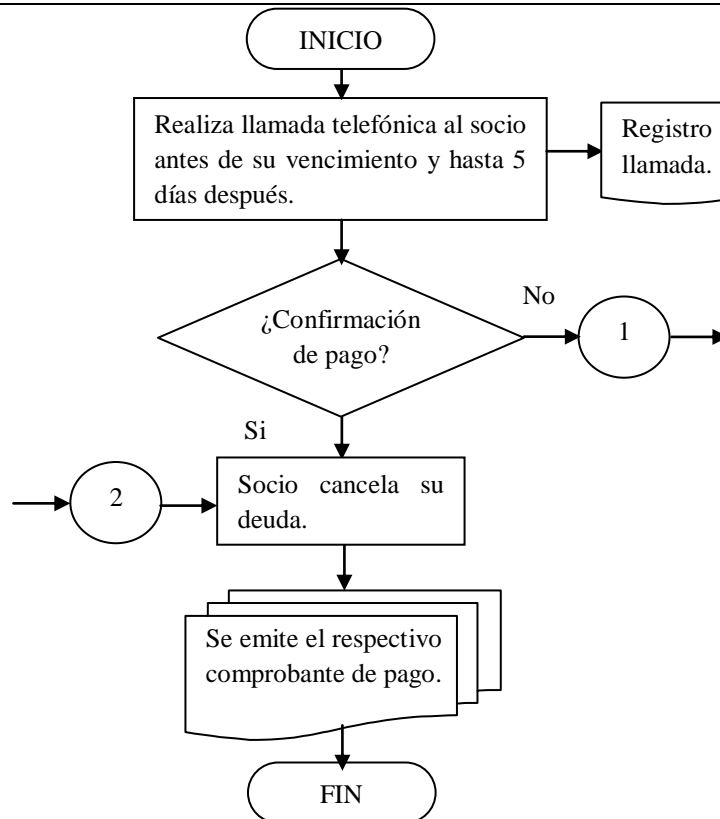 INICIO
Realiza llamada telefónica al socio
antes de su vencimiento y hasta 5
días después.
Registro
llamada.
¿Confirmación
de pago?
No
1
Si
2
Socio cancela su
deuda.
Se emite el respectivo
comprobante de pago.
FIN